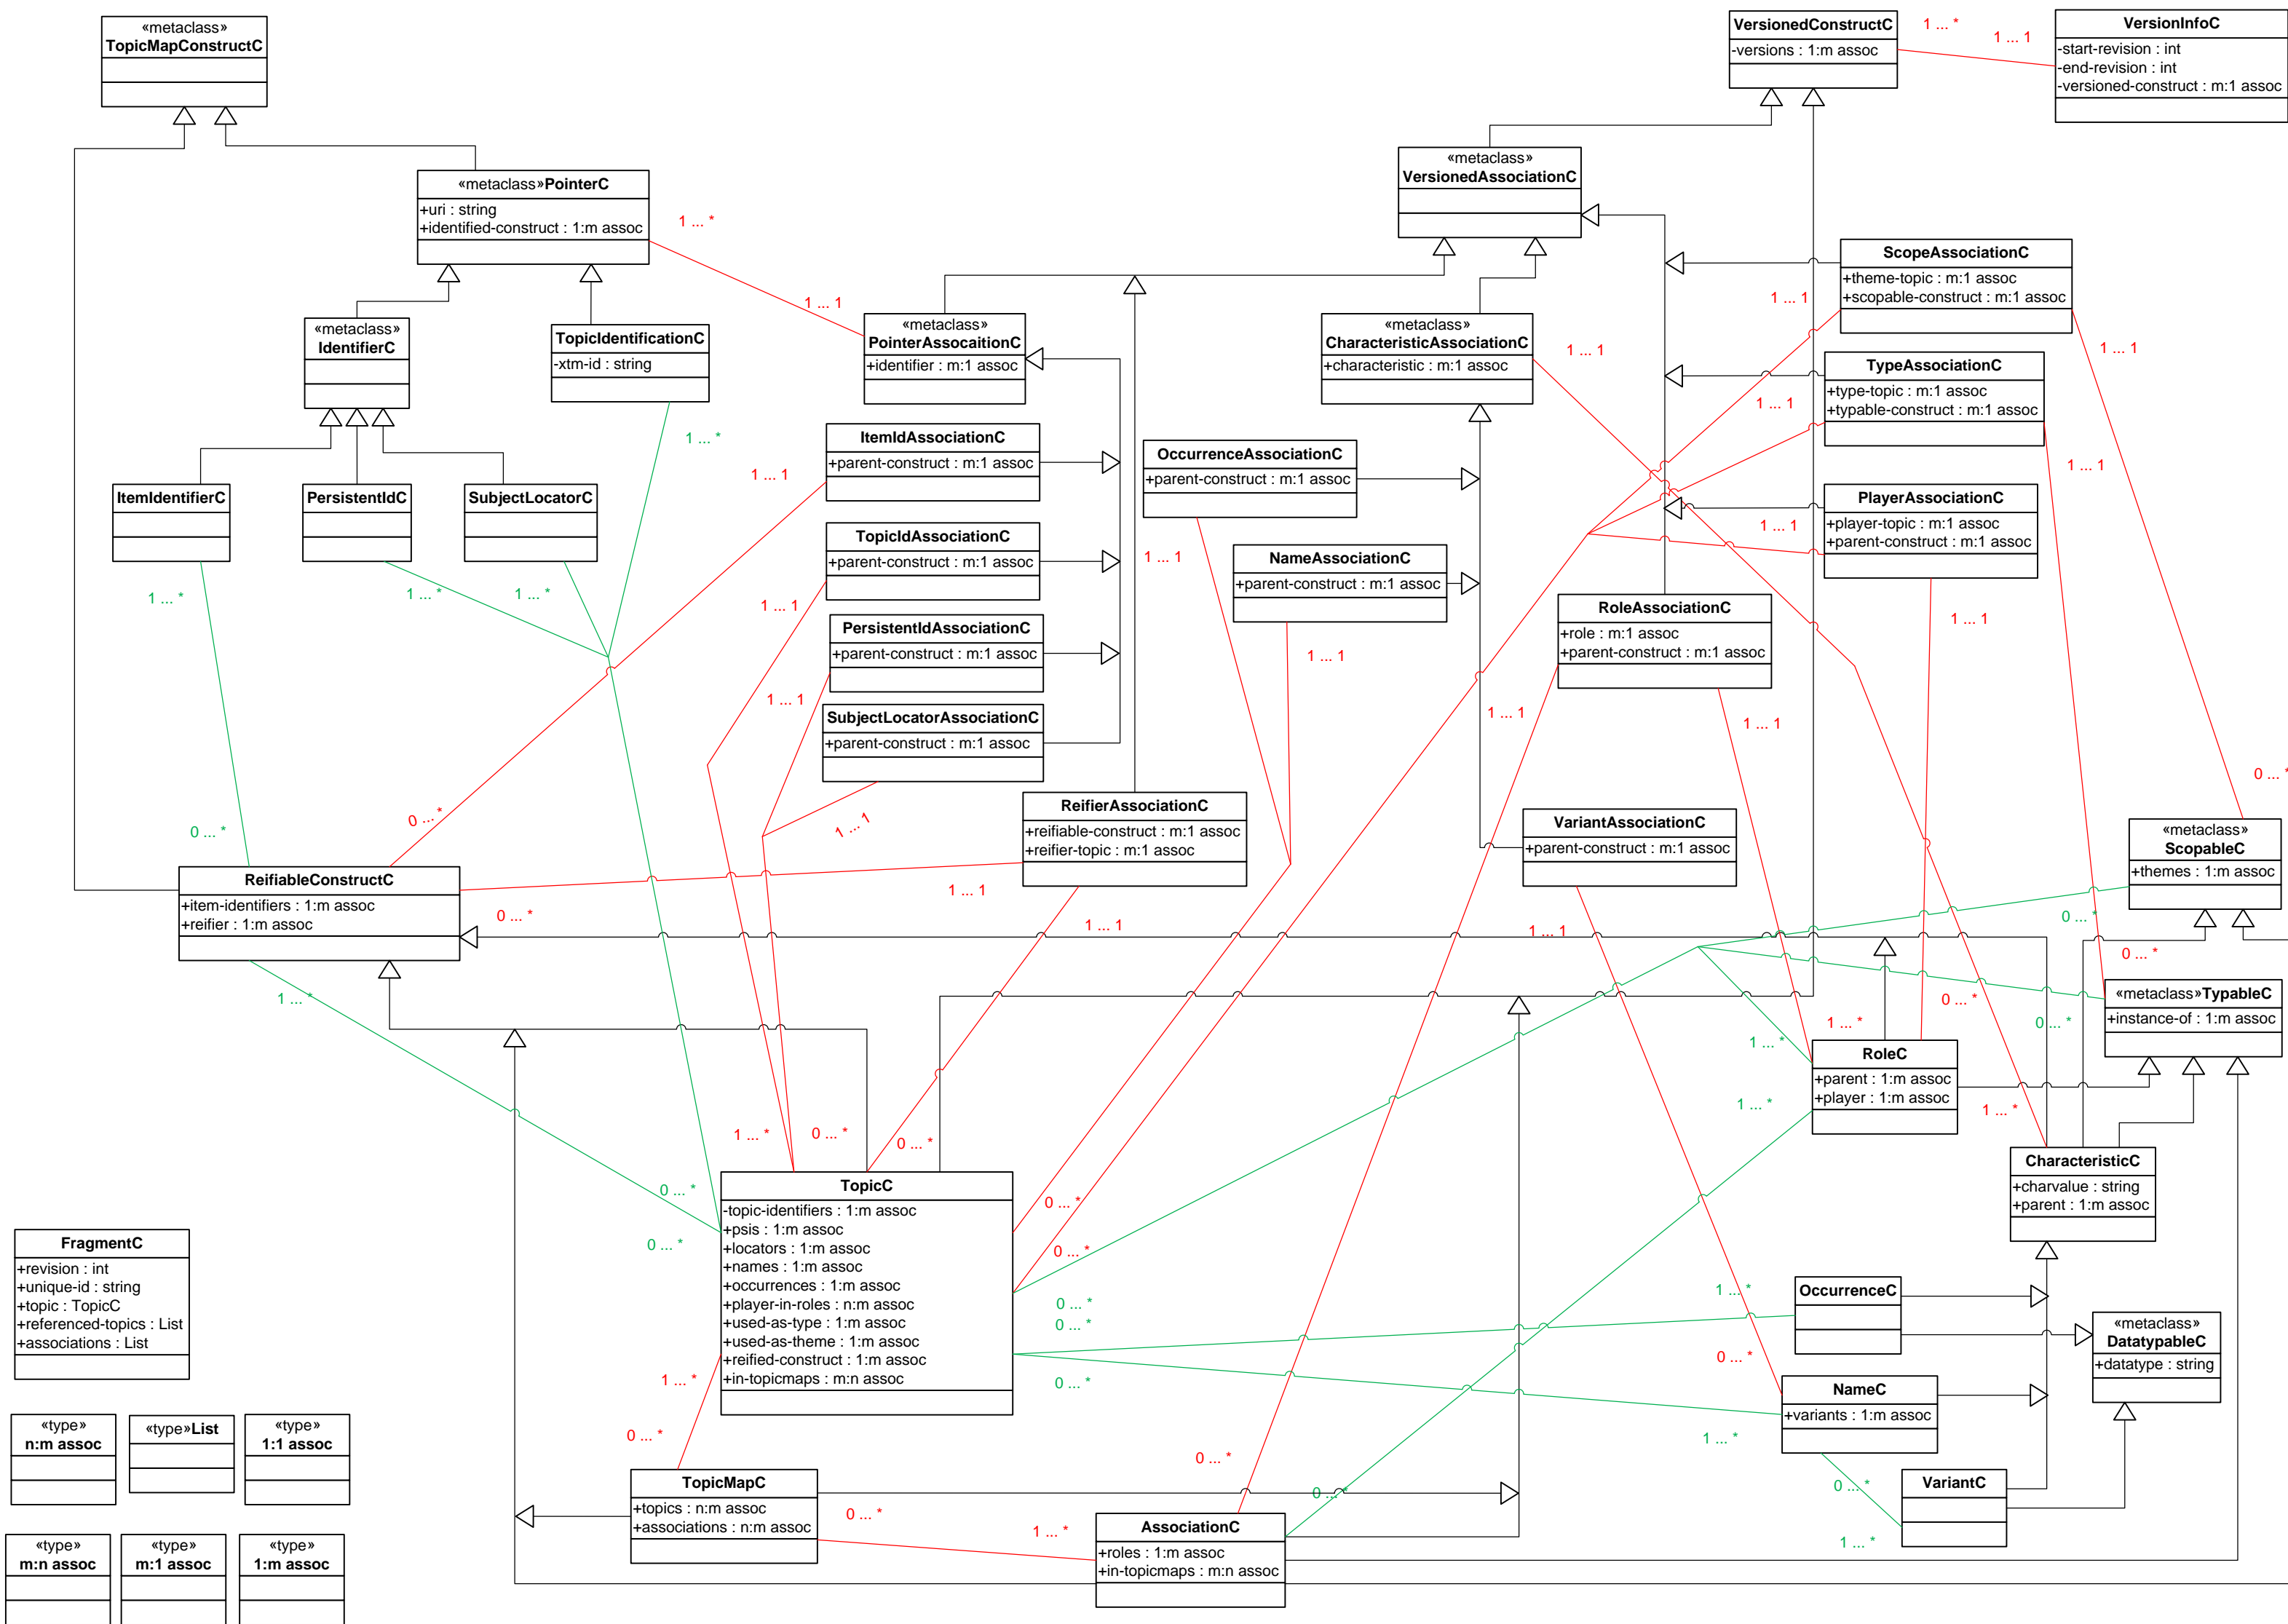 «metaclass»
TopicMapConstructC
VersionedConstructC
-versions : 1:m assoc
1 ... *
1 ... 1
VersionInfoC
-start-revision : int
-end-revision : int
-versioned-construct : m:1 assoc
«metaclass»PointerC
+uri : string
+identified-construct : 1:m assoc
1 ... *
1 ... 1
«metaclass»
VersionedAssociationC
«metaclass»
IdentifierC
TopicIdentificationC
-xtm-id : string
1 ... *
«metaclass»
PointerAssocaitionC
+identifier : m:1 assoc
«metaclass»
CharacteristicAssociationC
+characteristic : m:1 assoc
1 ... 1
ScopeAssociationC
+theme-topic : m:1 assoc
+scopable-construct : m:1 assoc
1 ... 1
1 ... 1
TypeAssociationC
+type-topic : m:1 assoc
+typable-construct : m:1 assoc
1 ... 1
1 ... 1
PlayerAssociationC
+player-topic : m:1 assoc
+parent-construct : m:1 assoc
1 ... 1
1 ... 1
ItemIdentifierC
PersistentIdC
SubjectLocatorC
1 ... *
1 ... *
1 ... *
ItemIdAssociationC
+parent-construct : m:1 assoc
1 ... 1
TopicIdAssociationC
+parent-construct : m:1 assoc
1 ... 1
PersistentIdAssociationC
+parent-construct : m:1 assoc
1 ... 1
SubjectLocatorAssociationC
+parent-construct : m:1 assoc
1 ... 1
OccurrenceAssociationC
+parent-construct : m:1 assoc
1 ... 1
NameAssociationC
+parent-construct : m:1 assoc
1 ... 1
RoleAssociationC
+role : m:1 assoc
+parent-construct : m:1 assoc
1 ... 1
1 ... 1
ReifierAssociationC
+reifiable-construct : m:1 assoc
+reifier-topic : m:1 assoc
1 ... 1
1 ... 1
VariantAssociationC
+parent-construct : m:1 assoc
1 ... 1
0 ... *
«metaclass»
ScopableC
+themes : 1:m assoc
0 ... *
0 ... *
0 ... *
0 ... *
ReifiableConstructC
+item-identifiers : 1:m assoc
+reifier : 1:m assoc
0 ... *
1 ... *
«metaclass»TypableC
+instance-of : 1:m assoc
0 ... *
0 ... *
1 ... *
1 ... *
RoleC
+parent : 1:m assoc
+player : 1:m assoc
1 ... *
1 ... *
CharacteristicC
+charvalue : string
+parent : 1:m assoc
1 ... *
0 ... *
0 ... *
0 ... *
0 ... *
TopicC
-topic-identifiers : 1:m assoc
+psis : 1:m assoc
+locators : 1:m assoc
+names : 1:m assoc
+occurrences : 1:m assoc
+player-in-roles : n:m assoc
+used-as-type : 1:m assoc
+used-as-theme : 1:m assoc
+reified-construct : 1:m assoc
+in-topicmaps : m:n assoc
0 ... *
0 ... *
0 ... *
0 ... *
0 ... *
1 ... *
0 ... *
FragmentC
+revision : int
+unique-id : string
+topic : TopicC
+referenced-topics : List
+associations : List
1 ... *
OccurrenceC
«metaclass»
DatatypableC
+datatype : string
0 ... *
NameC
+variants : 1:m assoc
1 ... *
0 ... *
VariantC
1 ... *
«type»
n:m assoc
«type»List
«type»
1:1 assoc
«type»
m:n assoc
«type»
m:1 assoc
«type»
1:m assoc
TopicMapC
+topics : n:m assoc
+associations : n:m assoc
0 ... *
1 ... *
0 ... *
0 ... *
AssociationC
+roles : 1:m assoc
+in-topicmaps : m:n assoc